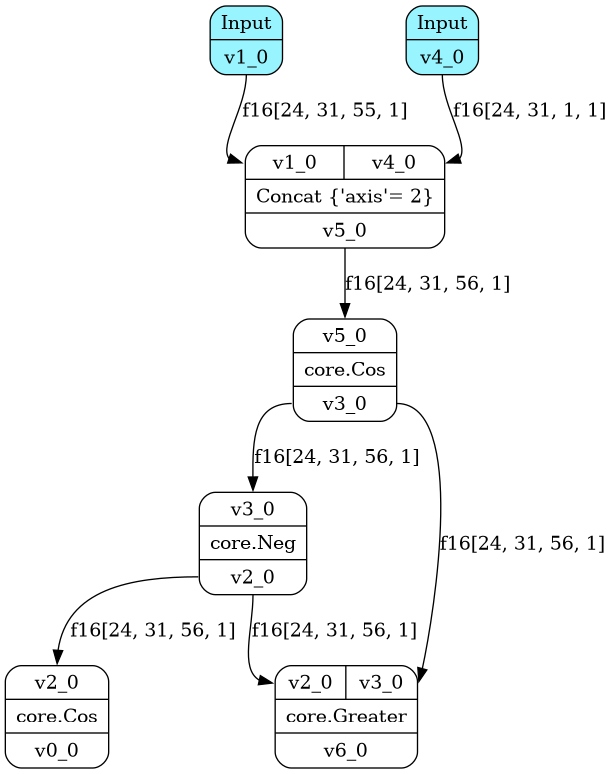 Input
v1_0
Input
v4_0
f16[24, 31, 55, 1]
f16[24, 31, 1, 1]
v1_0
v4_0
Concat {'axis'= 2}
v5_0
f16[24, 31, 56, 1]
v5_0
core.Cos
v3_0
f16[24, 31, 56, 1]
f16[24, 31, 56, 1]
v3_0
core.Neg
v2_0
f16[24, 31, 56, 1]
f16[24, 31, 56, 1]
v2_0
core.Cos
v0_0
v2_0
v3_0
core.Greater
v6_0